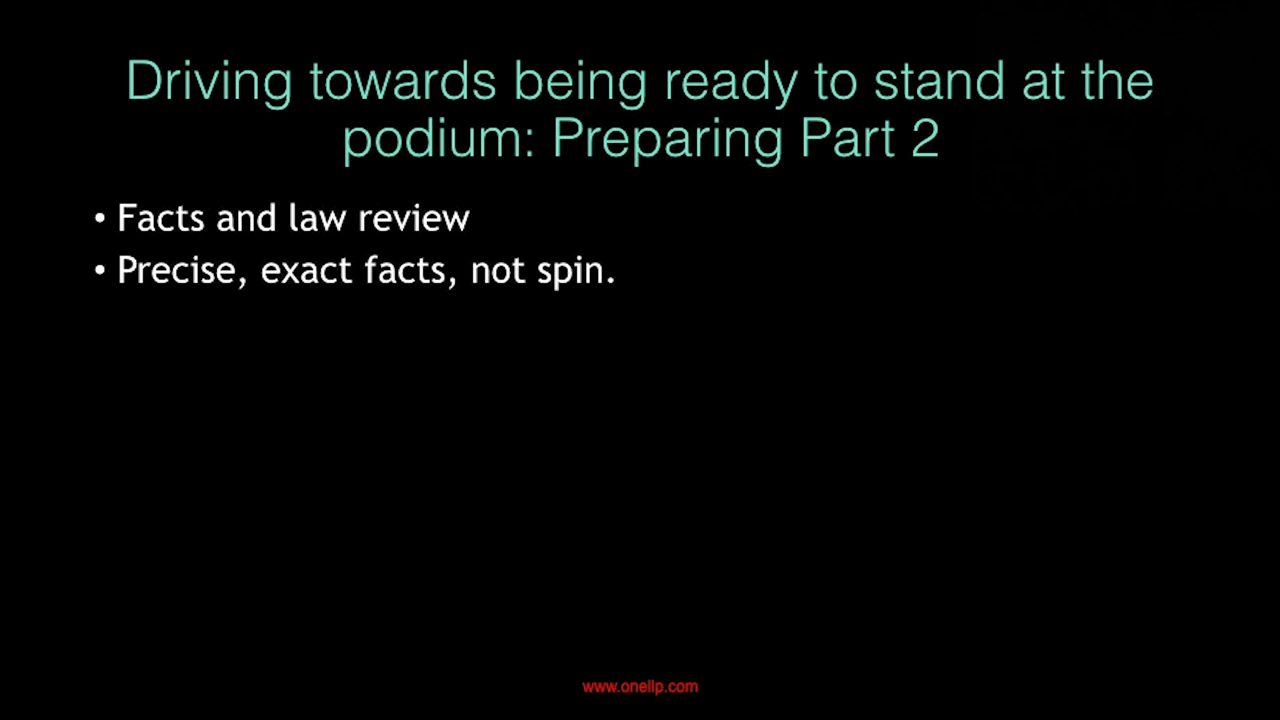 Driving towards being ready to stand at the
podium: Preparing Part 2
• Facts and law review
• Precise, exact facts, not spin.
www.onellp.com